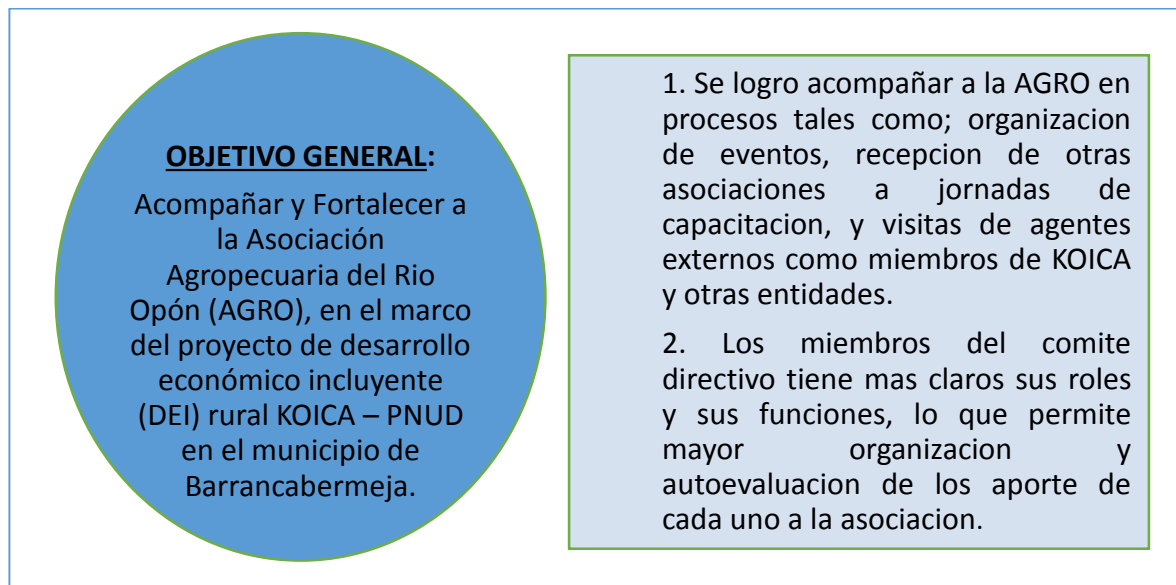 OBJETIVO GENERAL:
Acompañar y Fortalecer a
la Asociación
Agropecuaria del Rio
Opón (AGRO), en el marco
del proyecto de desarrollo
económico incluyente
(DEI) rural KOICA – PNUD
en el municipio de
Barrancabermeja.
1. Se logro acompañar a la AGRO en
procesos tales como; organizacion
de eventos, recepcion de otras
asociaciones a jornadas de
capacitacion, y visitas de agentes
externos como miembros de KOICA
y otras entidades.
2. Los miembros del comite
directivo tiene mas claros sus roles
y sus funciones, lo que permite
mayor organizacion y
autoevaluacion de los aporte de
cada uno a la asociacion.